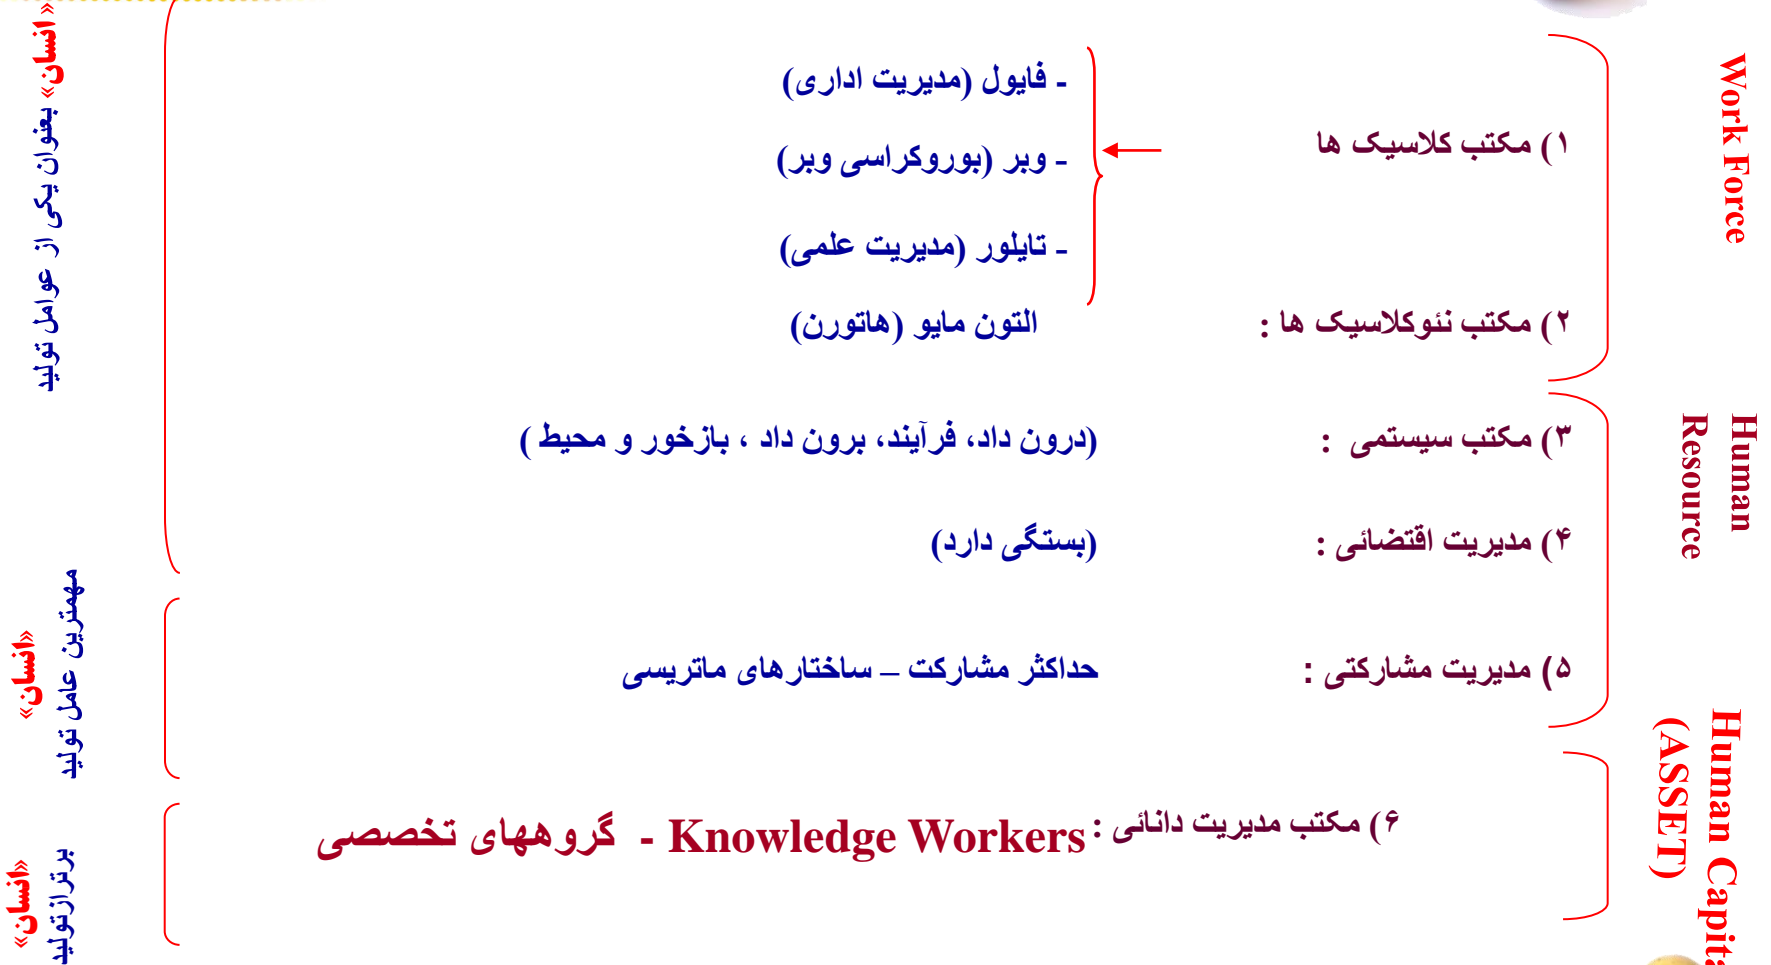 Work Force
۱) مکتب کلاسیک ها
- فایول (مدیریت اداری)
- وبر (بوروکراسی وبر)
- تایلور (مدیریت علمی)
۲) مکتب نئوکلاسیک ها : التون مایو (هاتورن)
Human
Resource
۳) مکتب سیستمی : (درون داد، فرآیند، برون داد ، بازخور و محیط )
۴) مدیریت اقتضائی : (بستگی دارد)
۵) مدیریت مشارکتی : حداکثر مشارکت – ساختارهای ماتریسی
Human Capita
(ASSET)
۶) مکتب مدیریت دانائی : Knowledge Workers - گروههای تخصصی
«انسان» بعنوان یکی از عوامل تولید
«انسان»
مهمترین عامل تولید
«انسان»
برترازتولید